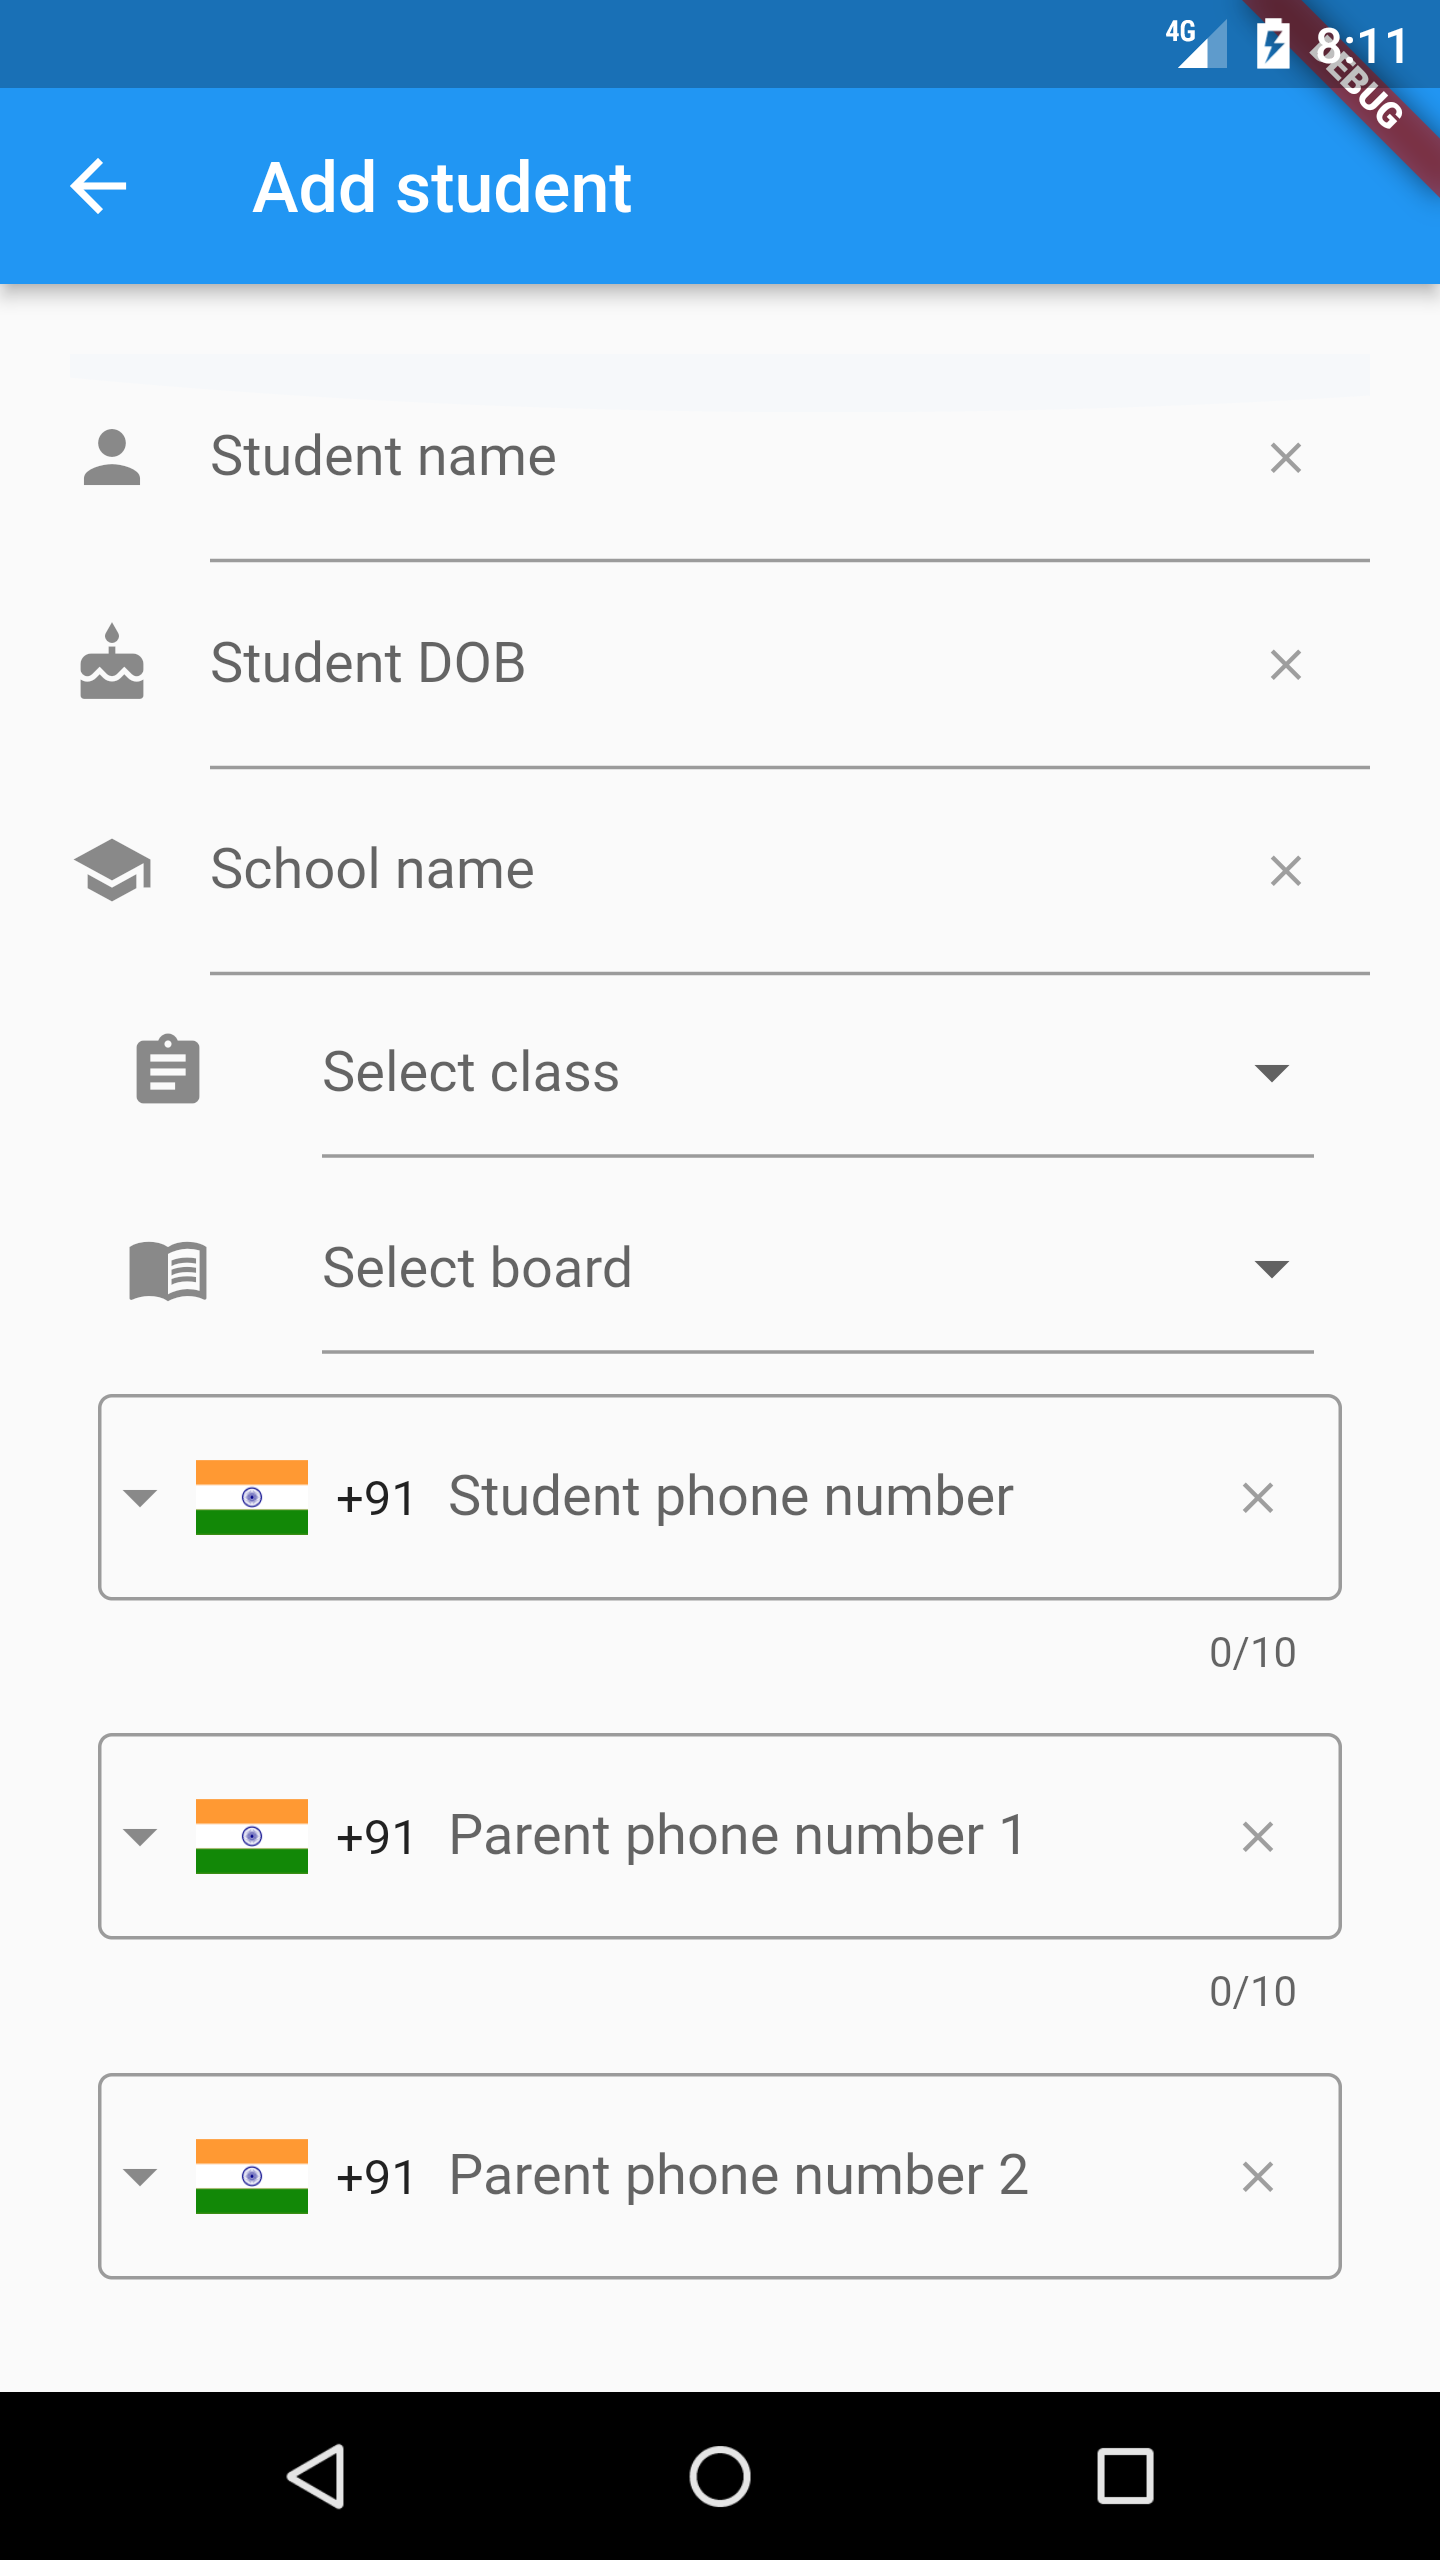 4G 8:11
DEBUG
Add student
Student name
Student DOB
School name
Select class
Select board
+91 Student phone number
0/10
+91 Parent phone number 1
0/10
+91 Parent phone number 2